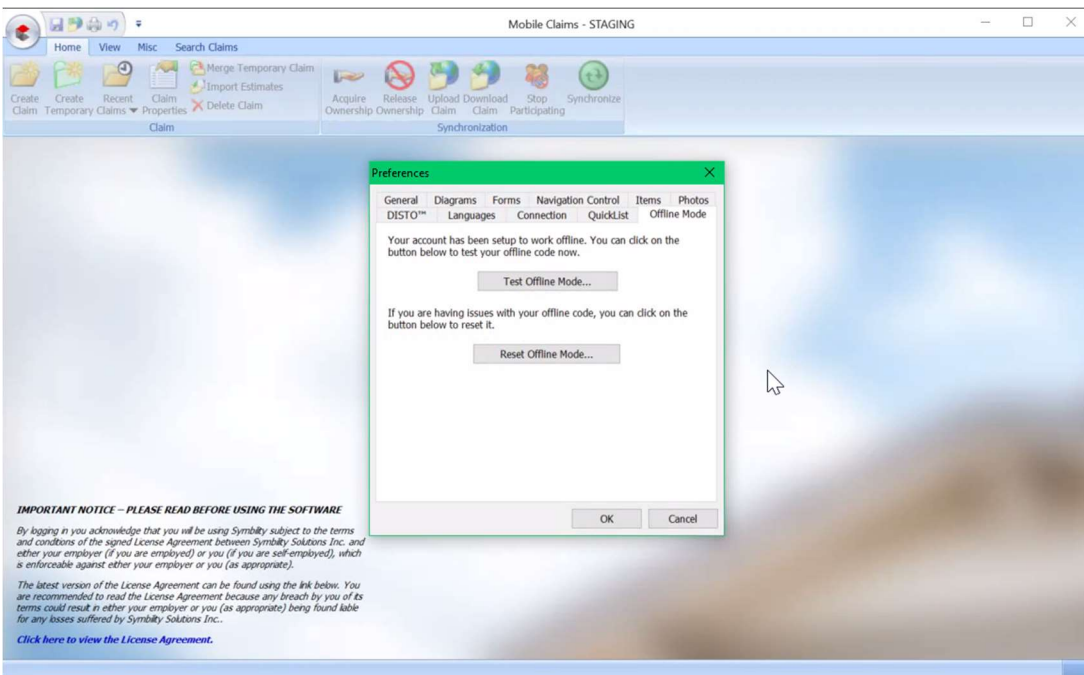 Mobile Claims - STAGING
Home View Misc Search Claims
Create Claim
Create Temporary
Recent Claims
Claim Properties
Merge Temporary Claim
Import Estimates
Delete Claim
Claim
Acquire Ownership
Release Ownership
Upload Claim
Download Claim
Stop Participating
Synchronize
Synchronization
Preferences
General Diagrams Forms Navigation Control Items Photos
DISTO™ Languages Connection QuickList Offline Mode
Your account has been setup to work offline. You can click on the
button below to test your offline code now.
Test Offline Mode...
If you are having issues with your offline code, you can click on the
button below to reset it.
Reset Offline Mode...
OK Cancel
IMPORTANT NOTICE – PLEASE READ BEFORE USING THE SOFTWARE
By logging in you acknowledge that you will be using Symbility subject to the terms
and conditions of the signed License Agreement between Symbility Solutions Inc. and
either your employer (if you are employed) or you (if you are self-employed), which
is enforceable against either your employer or you (as appropriate).
The latest version of the License Agreement can be found using the link below. You
are recommended to read the License Agreement because any breach by you of its
terms could result in either your employer or you (as appropriate) being found liable
for any losses suffered by Symbility Solutions Inc..
Click here to view the License Agreement.